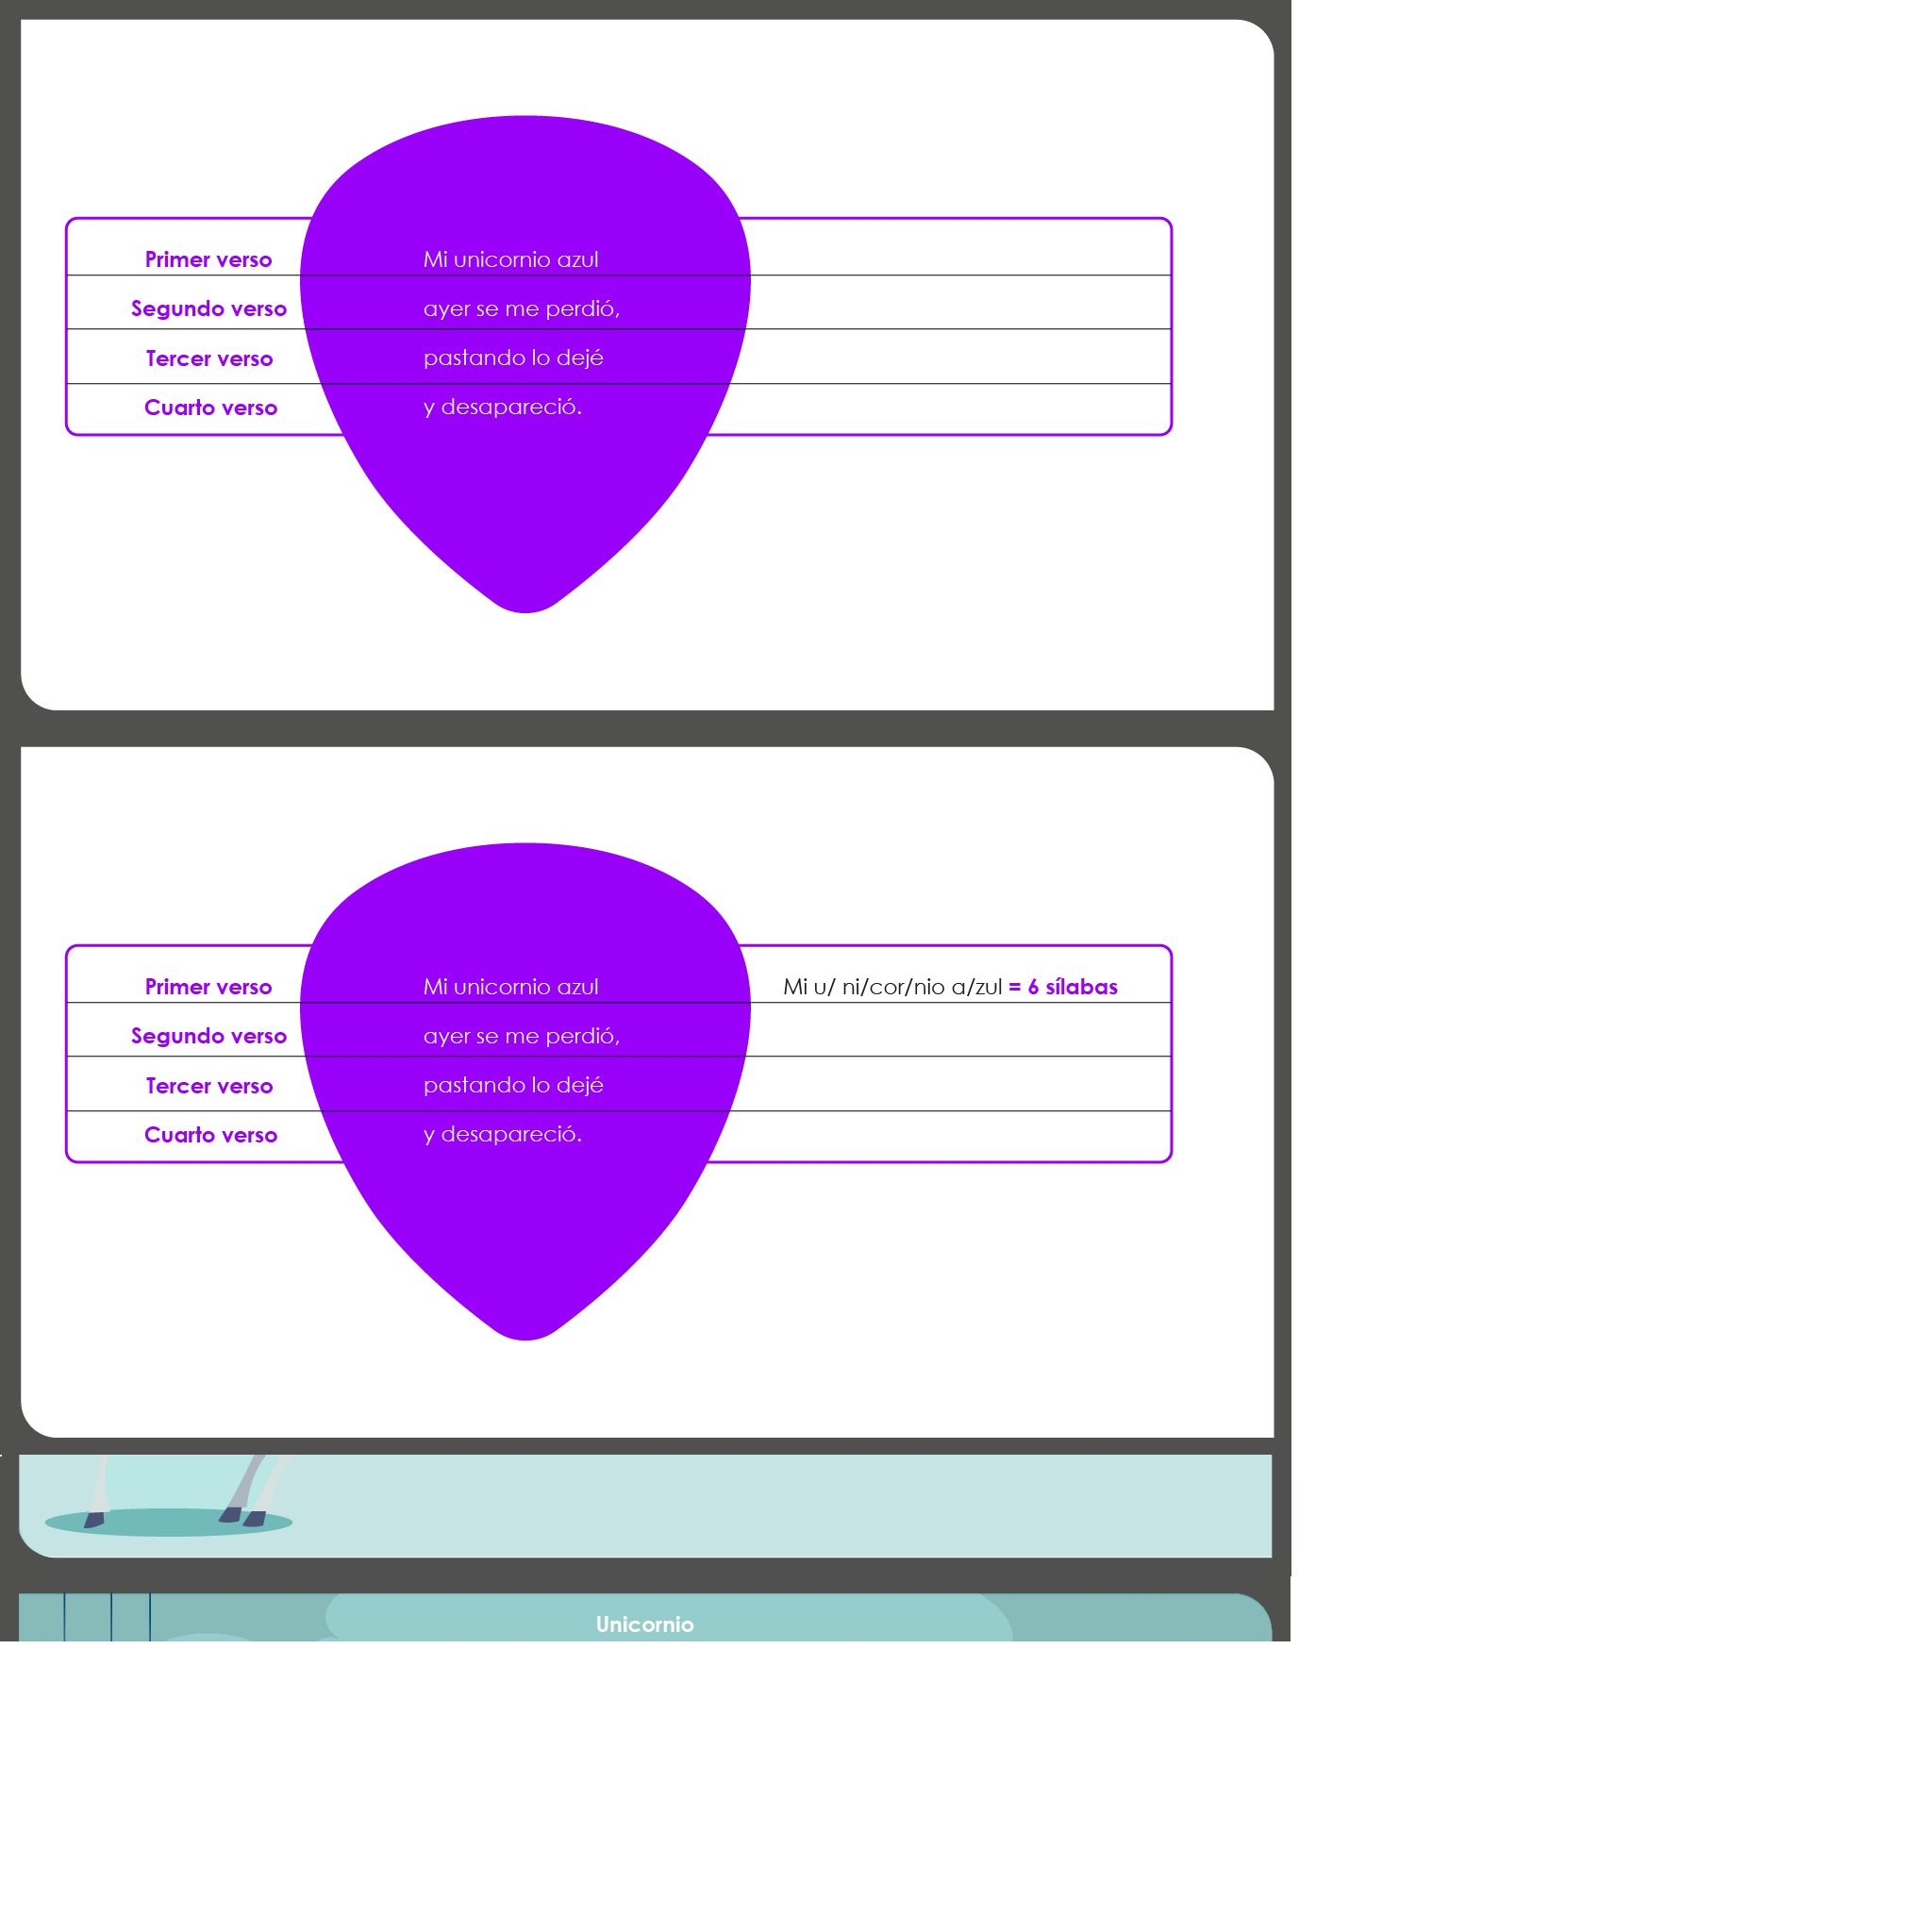 Primer verso Mi unicornio azul
Segundo verso ayer se me perdió,
Tercer verso pastando lo dejé
Cuarto verso y desapareció.
Primer verso Mi unicornio azul Mi u/ ni/cor/nio a/zul = 6 sílabas
Segundo verso ayer se me perdió,
Tercer verso pastando lo dejé
Cuarto verso y desapareció.
Unicornio